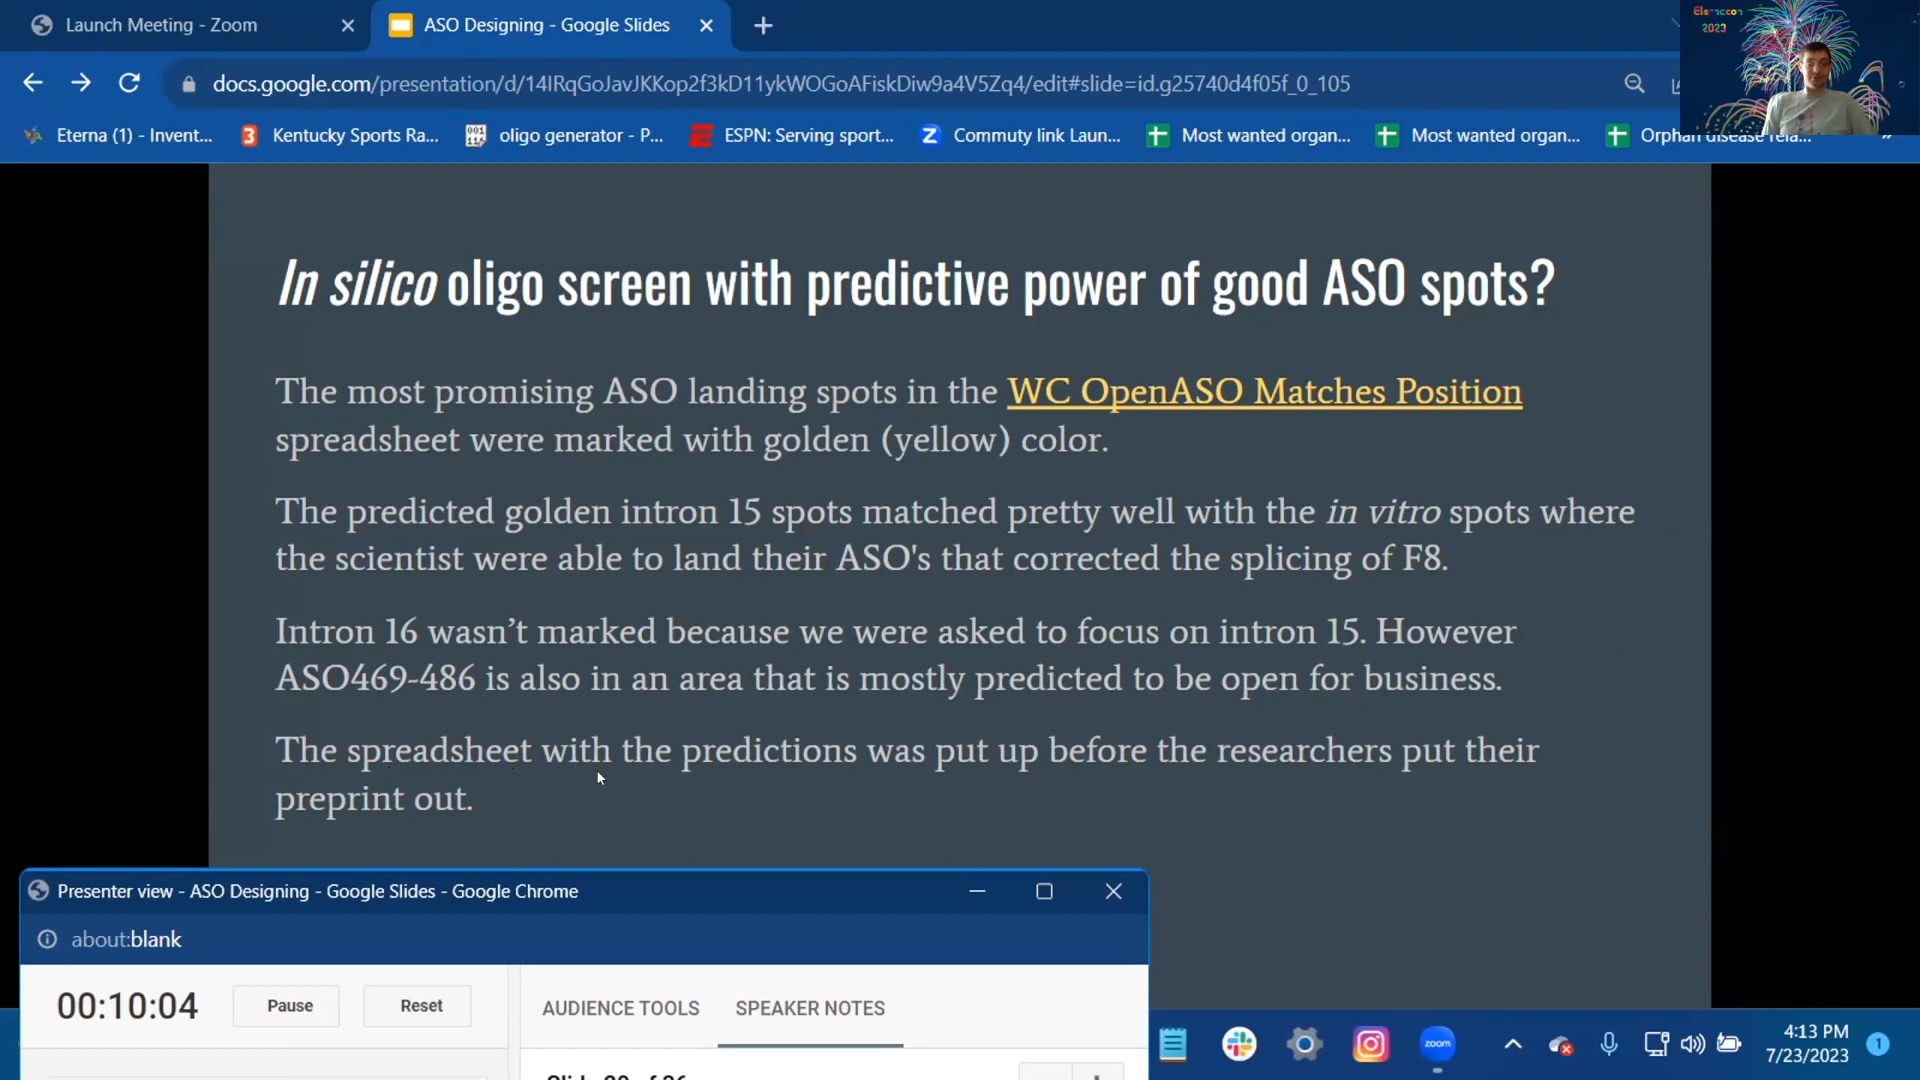 Launch Meeting - Zoom
ASO Designing - Google Slides
docs.google.com/presentation/d/14IRqGoJavJKKop2f3kD11ykWOGoAFiskDiw9a4V5Zq4/edit#slide=id.g25740d4f05f_0_105
Eterna (1) - Invent...
Kentucky Sports Ra...
oligo generator - P...
ESPN: Serving sport...
Commuty link Laun...
Most wanted organ...
Most wanted organ...
2023
In silico oligo screen with predictive power of good ASO spots?
The most promising ASO landing spots in the WC OpenASO Matches Position
spreadsheet were marked with golden (yellow) color.
The predicted golden intron 15 spots matched pretty well with the in vitro spots where
the scientist were able to land their ASO's that corrected the splicing of F8.
Intron 16 wasn’t marked because we were asked to focus on intron 15. However
ASO469-486 is also in an area that is mostly predicted to be open for business.
The spreadsheet with the predictions was put up before the researchers put their
preprint out.
Presenter view - ASO Designing - Google Slides - Google Chrome
about:blank
00:10:04
Pause
Reset
AUDIENCE TOOLS
SPEAKER NOTES
zoom
4:13 PM
7/23/2023
1